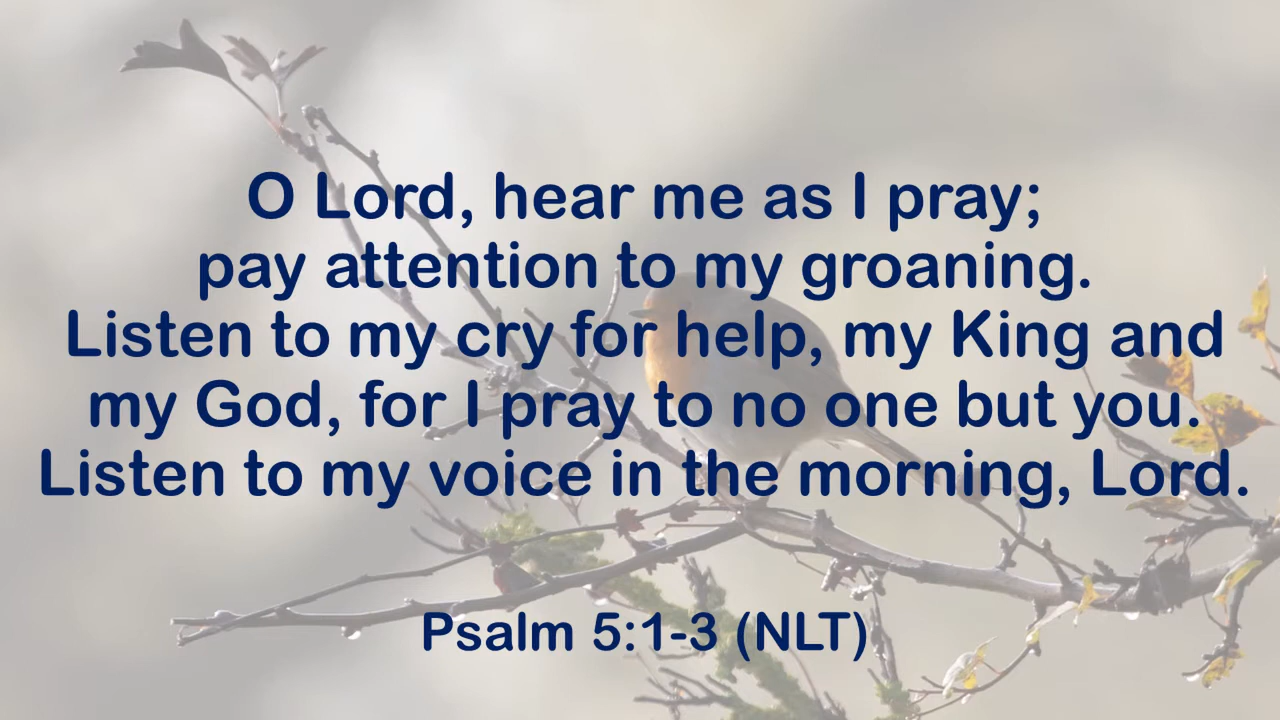 O Lord, hear me as I pray;
pay attention to my groaning.
Listen to my cry for help, my King and
my God, for I pray to no one but you.
Listen to my voice in the morning, Lord.
Psalm 5:1-3 (NLT)